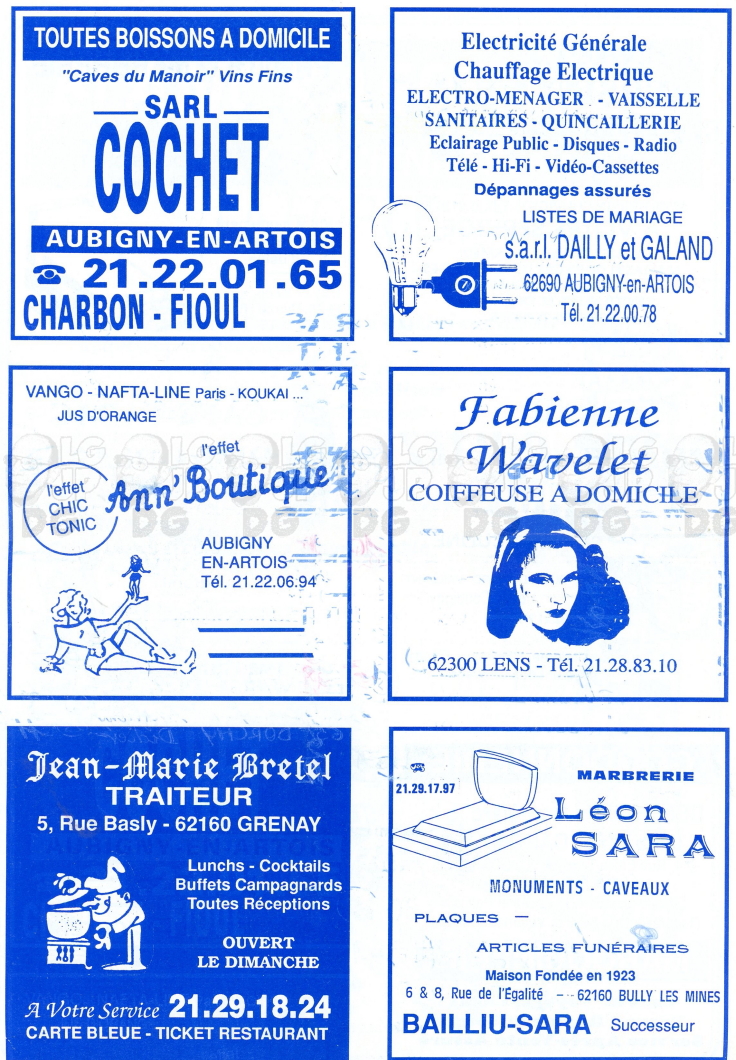 TOUTES BOISSONS A DOMICILE
"Caves du Manoir" Vins Fins
SARL
COCHET
AUBIGNY-EN-ARTOIS
☎ 21.22.01.65
CHARBON - FIOUL
Electricité Générale
Chauffage Electrique
ELECTRO-MENAGER - VAISSELLE
SANITAIRES - QUINCAILLERIE
Eclairage Public - Disques - Radio
Télé - Hi-Fi - Vidéo-Cassettes
Dépannages assurés
LISTES DE MARIAGE
s.a.r.l. DAILLY et GALAND
62690 AUBIGNY-en-ARTOIS
Tél. 21.22.00.78
VANGO - NAFTA-LINE Paris - KOUKAI ...
JUS D'ORANGE
l'effet
l'effet
CHIC
TONIC
Ann' Boutique
AUBIGNY
EN-ARTOIS
Tél. 21.22.06.94
Fabienne
Wavelet
COIFFEUSE A DOMICILE
62300 LENS - Tél. 21.28.83.10
Jean-Marie Bretel
TRAITEUR
5, Rue Basly - 62160 GRENAY
Lunchs - Cocktails
Buffets Campagnards
Toutes Réceptions
OUVERT
LE DIMANCHE
A Votre Service 21.29.18.24
CARTE BLEUE - TICKET RESTAURANT
☎
21.29.17.97
MARBRERIE
Léon
SARA
MONUMENTS - CAVEAUX
PLAQUES —
ARTICLES FUNÉRAIRES
Maison Fondée en 1923
6 & 8, Rue de l'Égalité - 62160 BULLY LES MINES
BAILLIU-SARA Successeur